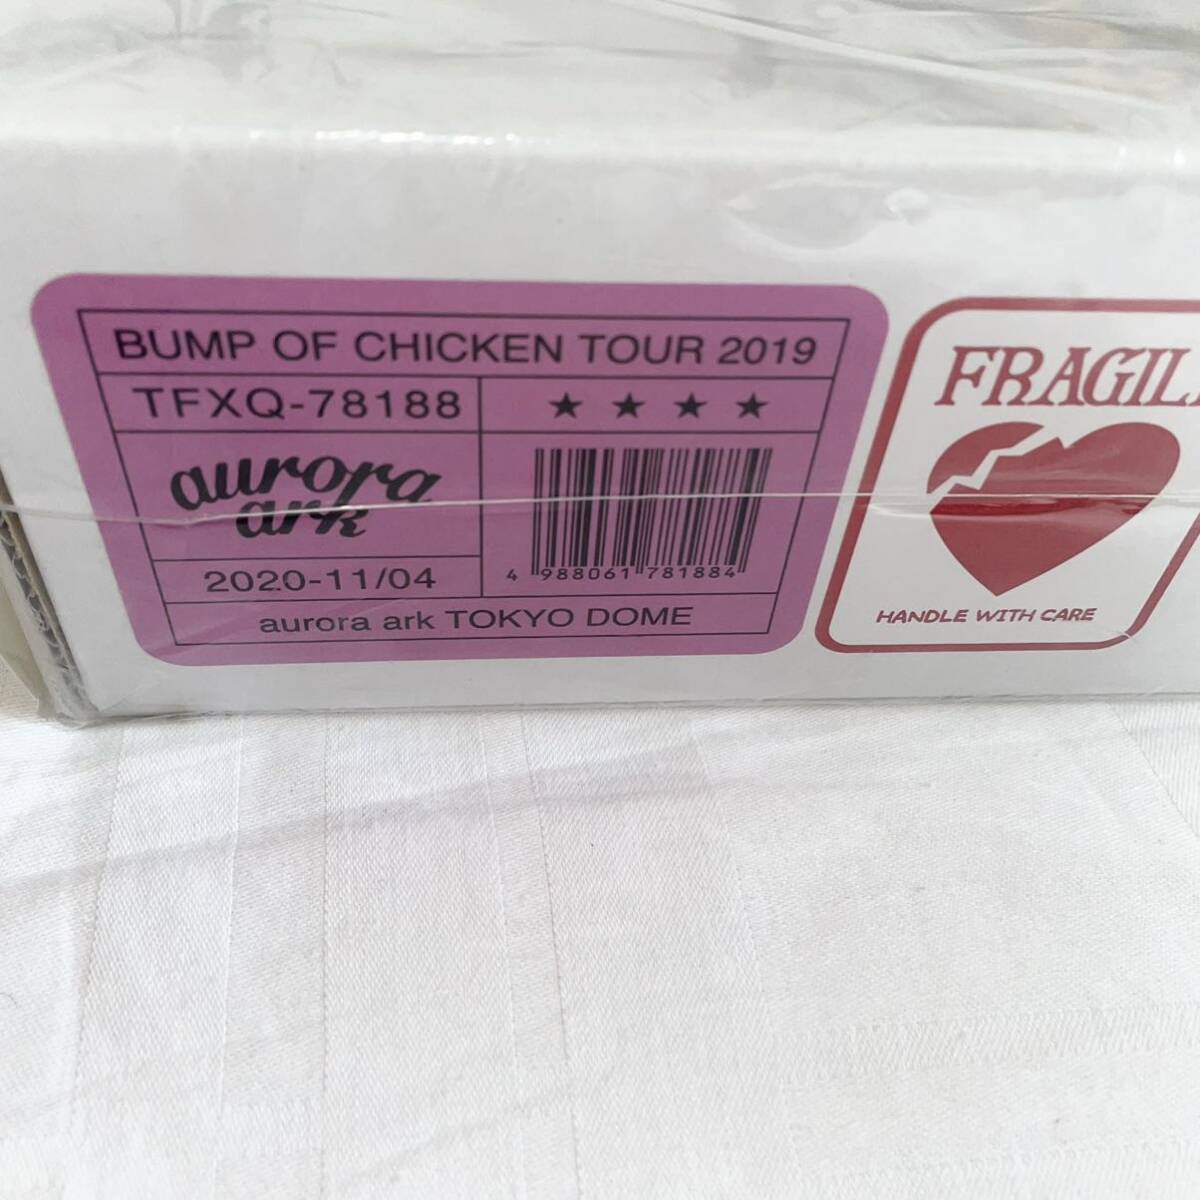 BUMP OF CHICKEN TOUR 2019
TFXQ-78188 ★ ★ ★ ★
aurora
ark
4 988061 781884
2020-11/04
aurora ark TOKYO DOME
FRAGIL
HANDLE WITH CARE